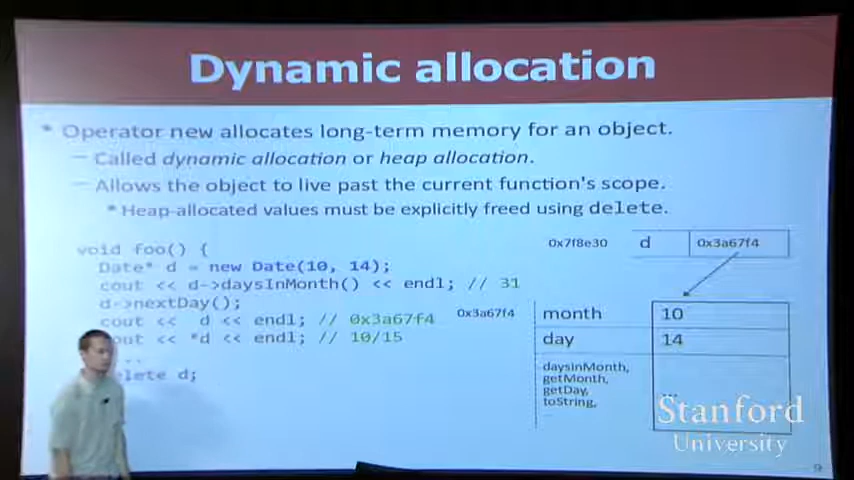 Dynamic allocation
* Operator new allocates long-term memory for an object.
– Called dynamic allocation or heap allocation.
– Allows the object to live past the current function's scope.
* Heap-allocated values must be explicitly freed using delete.
void foo() {
Date* d = new Date(10, 14);
cout << d->daysInMonth() << endl; // 31
d->nextDay();
cout << d << endl; // 0x3a67f4
cout << *d << endl; // 10/15
...
delete d;
0x7f8e30 d 0x3a67f4
0x3a67f4 month 10
day 14
daysinMonth,
getMonth,
getDay,
toString,
...
...
Stanford
University
9